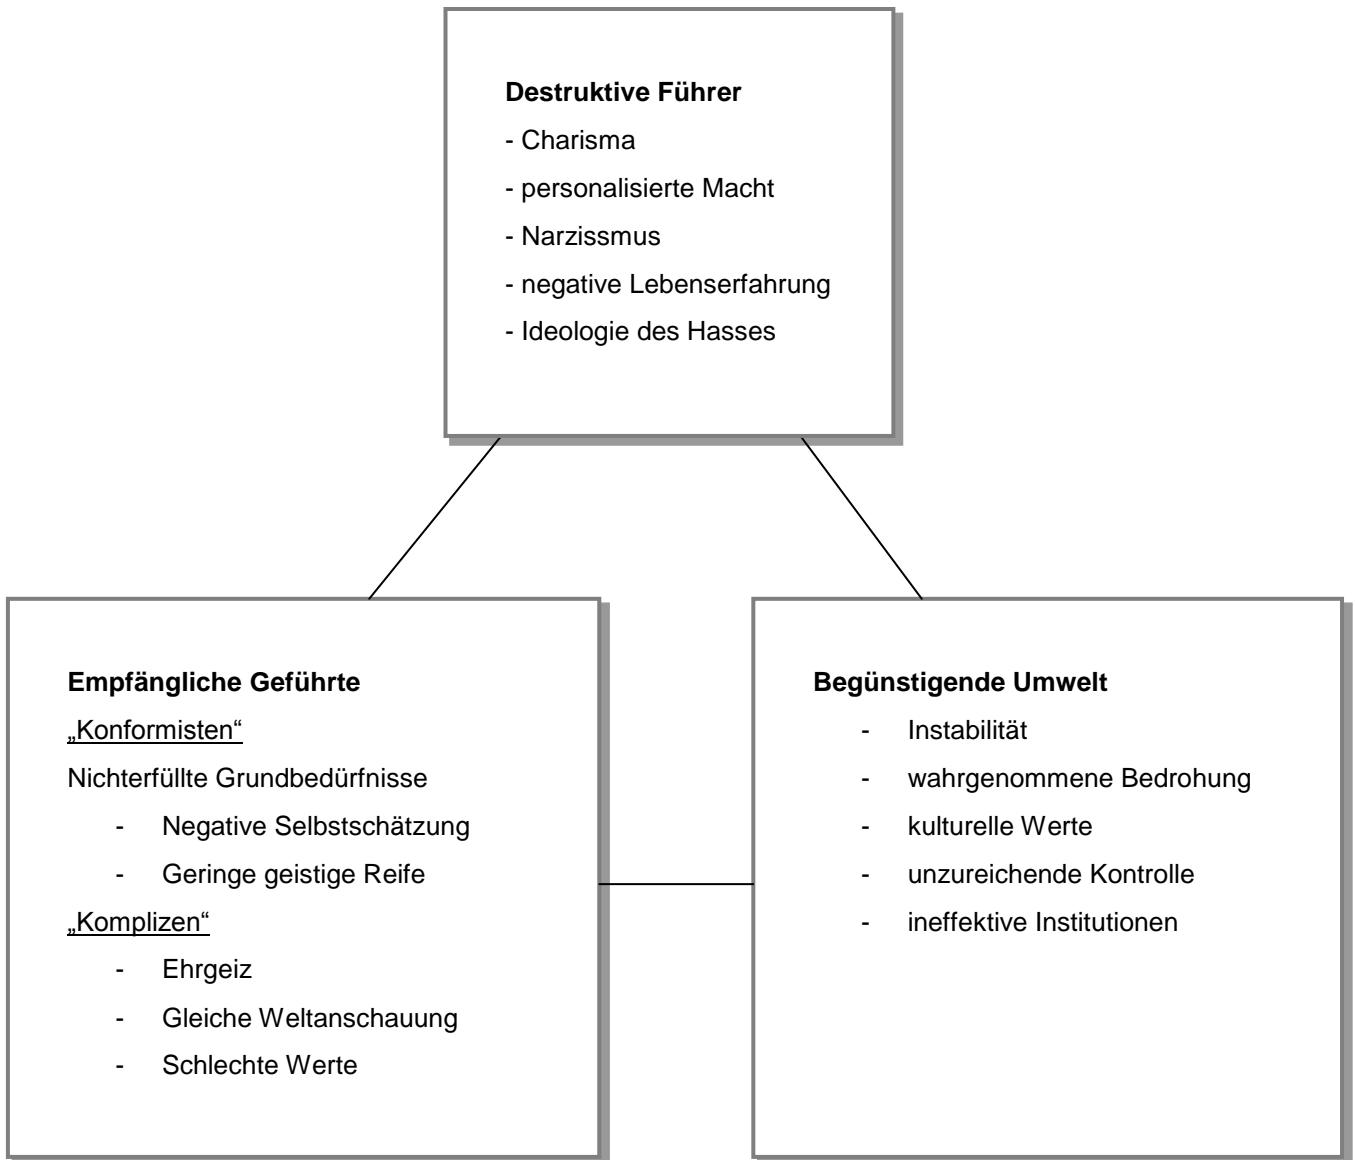 Destruktive Führer
- Charisma
- personalisierte Macht
- Narzissmus
- negative Lebenserfahrung
- Ideologie des Hasses
Empfängliche Geführte
„Konformisten“
Nichterfüllte Grundbedürfnisse
- Negative Selbstschätzung
- Geringe geistige Reife
„Komplizen“
- Ehrgeiz
- Gleiche Weltanschauung
- Schlechte Werte
Begünstigende Umwelt
- Instabilität
- wahrgenommene Bedrohung
- kulturelle Werte
- unzureichende Kontrolle
- ineffektive Institutionen